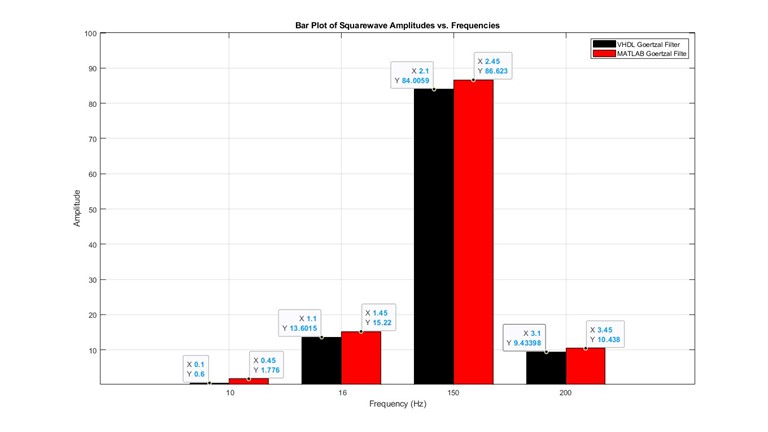 Bar Plot of Squarewave Amplitudes vs. Frequencies
VHDL Goertzal Filter
MATLAB Goertzal Filte
Amplitude
100
90
80
70
60
50
40
30
20
10
X 0.1
Y 0.6
X 0.45
Y 1.776
X 1.1
Y 13.6015
X 1.45
Y 15.22
X 2.1
Y 84.0059
X 2.45
Y 86.623
X 3.1
Y 9.43398
X 3.45
Y 10.438
10
16
150
200
Frequency (Hz)